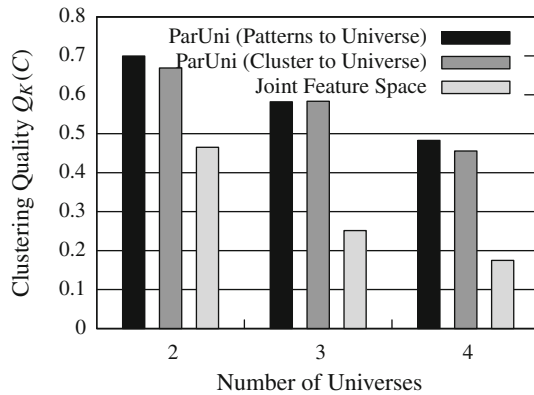 0.8
0.7
0.6
0.5
0.4
0.3
0.2
0.1
0
Clustering Quality Q_K(C)
ParUni (Patterns to Universe)
ParUni (Cluster to Universe)
Joint Feature Space
2 3 4
Number of Universes